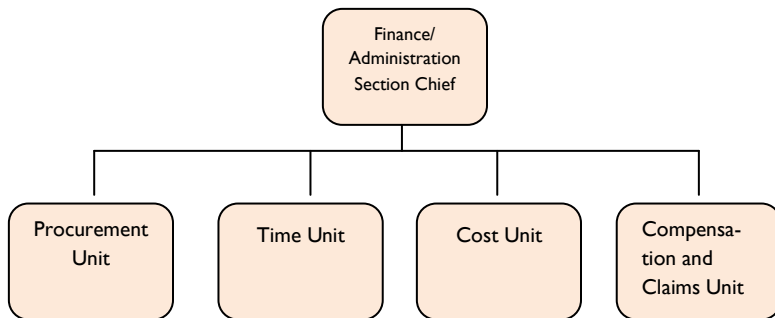 Finance/
Administration
Section Chief
Procurement
Unit
Time Unit
Cost Unit
Compensa-
tion and
Claims Unit